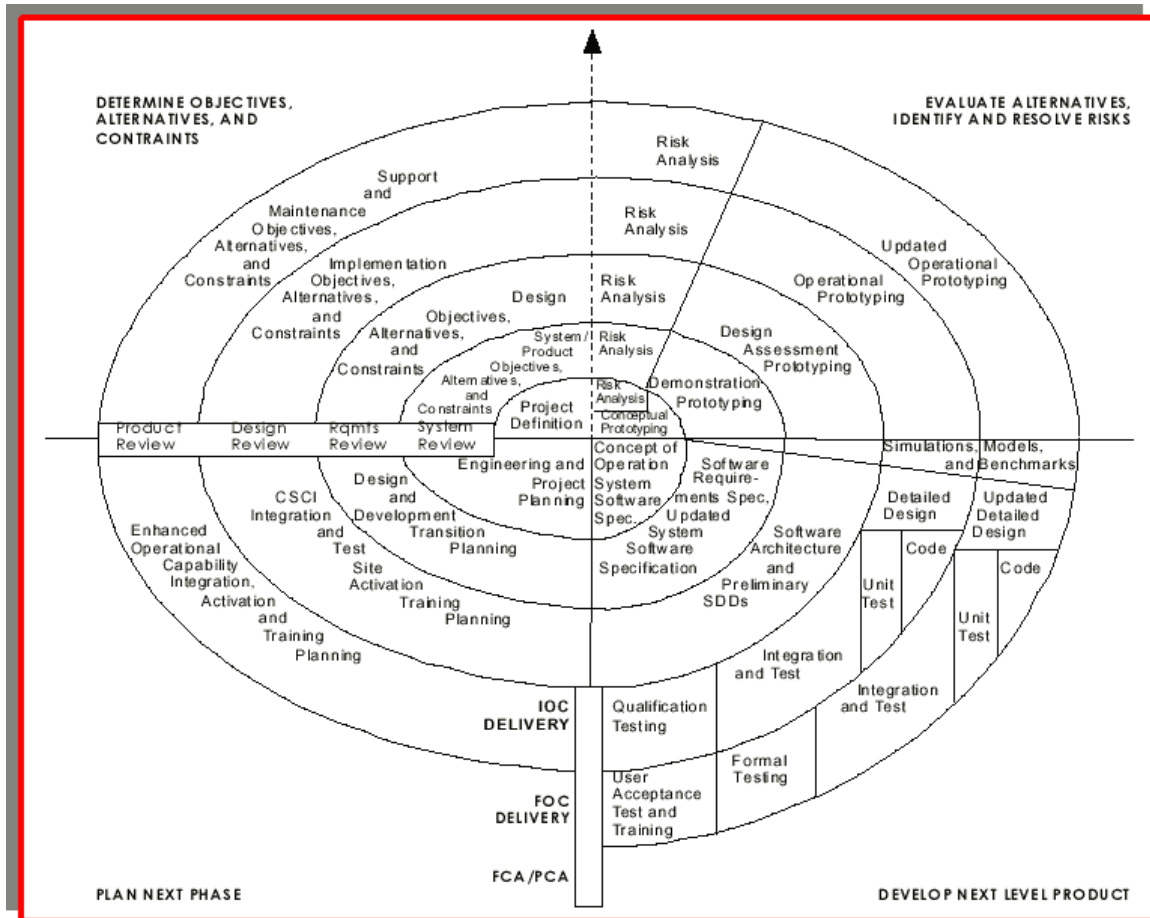 DETERMINE OBJECTIVES,
ALTERNATIVES, AND
CONTRAINTS
EVALUATE ALTERNATIVES,
IDENTIFY AND RESOLVE RISKS
Support
and
Maintenance
Objectives,
Alternatives,
and
Constraints
Risk
Analysis
Implementation
Objectives,
Alternatives,
and
Constraints
Risk
Analysis
Updated
Operational
Prototyping
Design
Objectives,
Alternatives,
and
Constraints
Risk
Analysis
Operational
Prototyping
System/
Product
Objectives,
Alternatives,
and
Constraints
Risk
Analysis
Design
Assessment
Prototyping
Project
Definition
Risk
Analysis
Conceptual
Prototyping
Demonstration
Prototyping
Product
Review
Design
Review
Rqmts
Review
System
Review
Simulations, Models,
and Benchmarks
Engineering and
Project
Planning
Concept of
Operation
System
Software
Spec.
Software
Require-
ments Spec,
Updated
System
Software
Specification
Design
and
Development
Transition
Planning
CSCI
Integration
and
Test
Site
Activation
Training
Planning
Enhanced
Operational
Capability
Integration,
Activation
and
Training
Planning
Software
Architecture
and
Preliminary
SDDs
Detailed
Design
Updated
Detailed
Design
Code
Code
Unit
Test
Unit
Test
Integration
and Test
Integration
and Test
IOC
DELIVERY
Qualification
Testing
Formal
Testing
FOC
DELIVERY
User
Acceptance
Test and
Training
FCA/PCA
PLAN NEXT PHASE
DEVELOP NEXT LEVEL PRODUCT